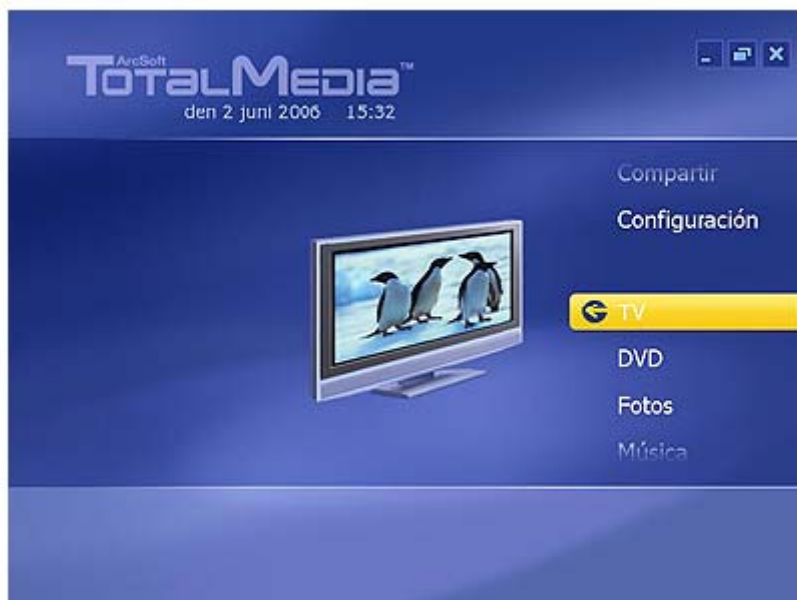 ArcSoft
TOTALMEDIA™
den 2 juni 2006 15:32
Compartir
Configuración
TV
DVD
Fotos
Música